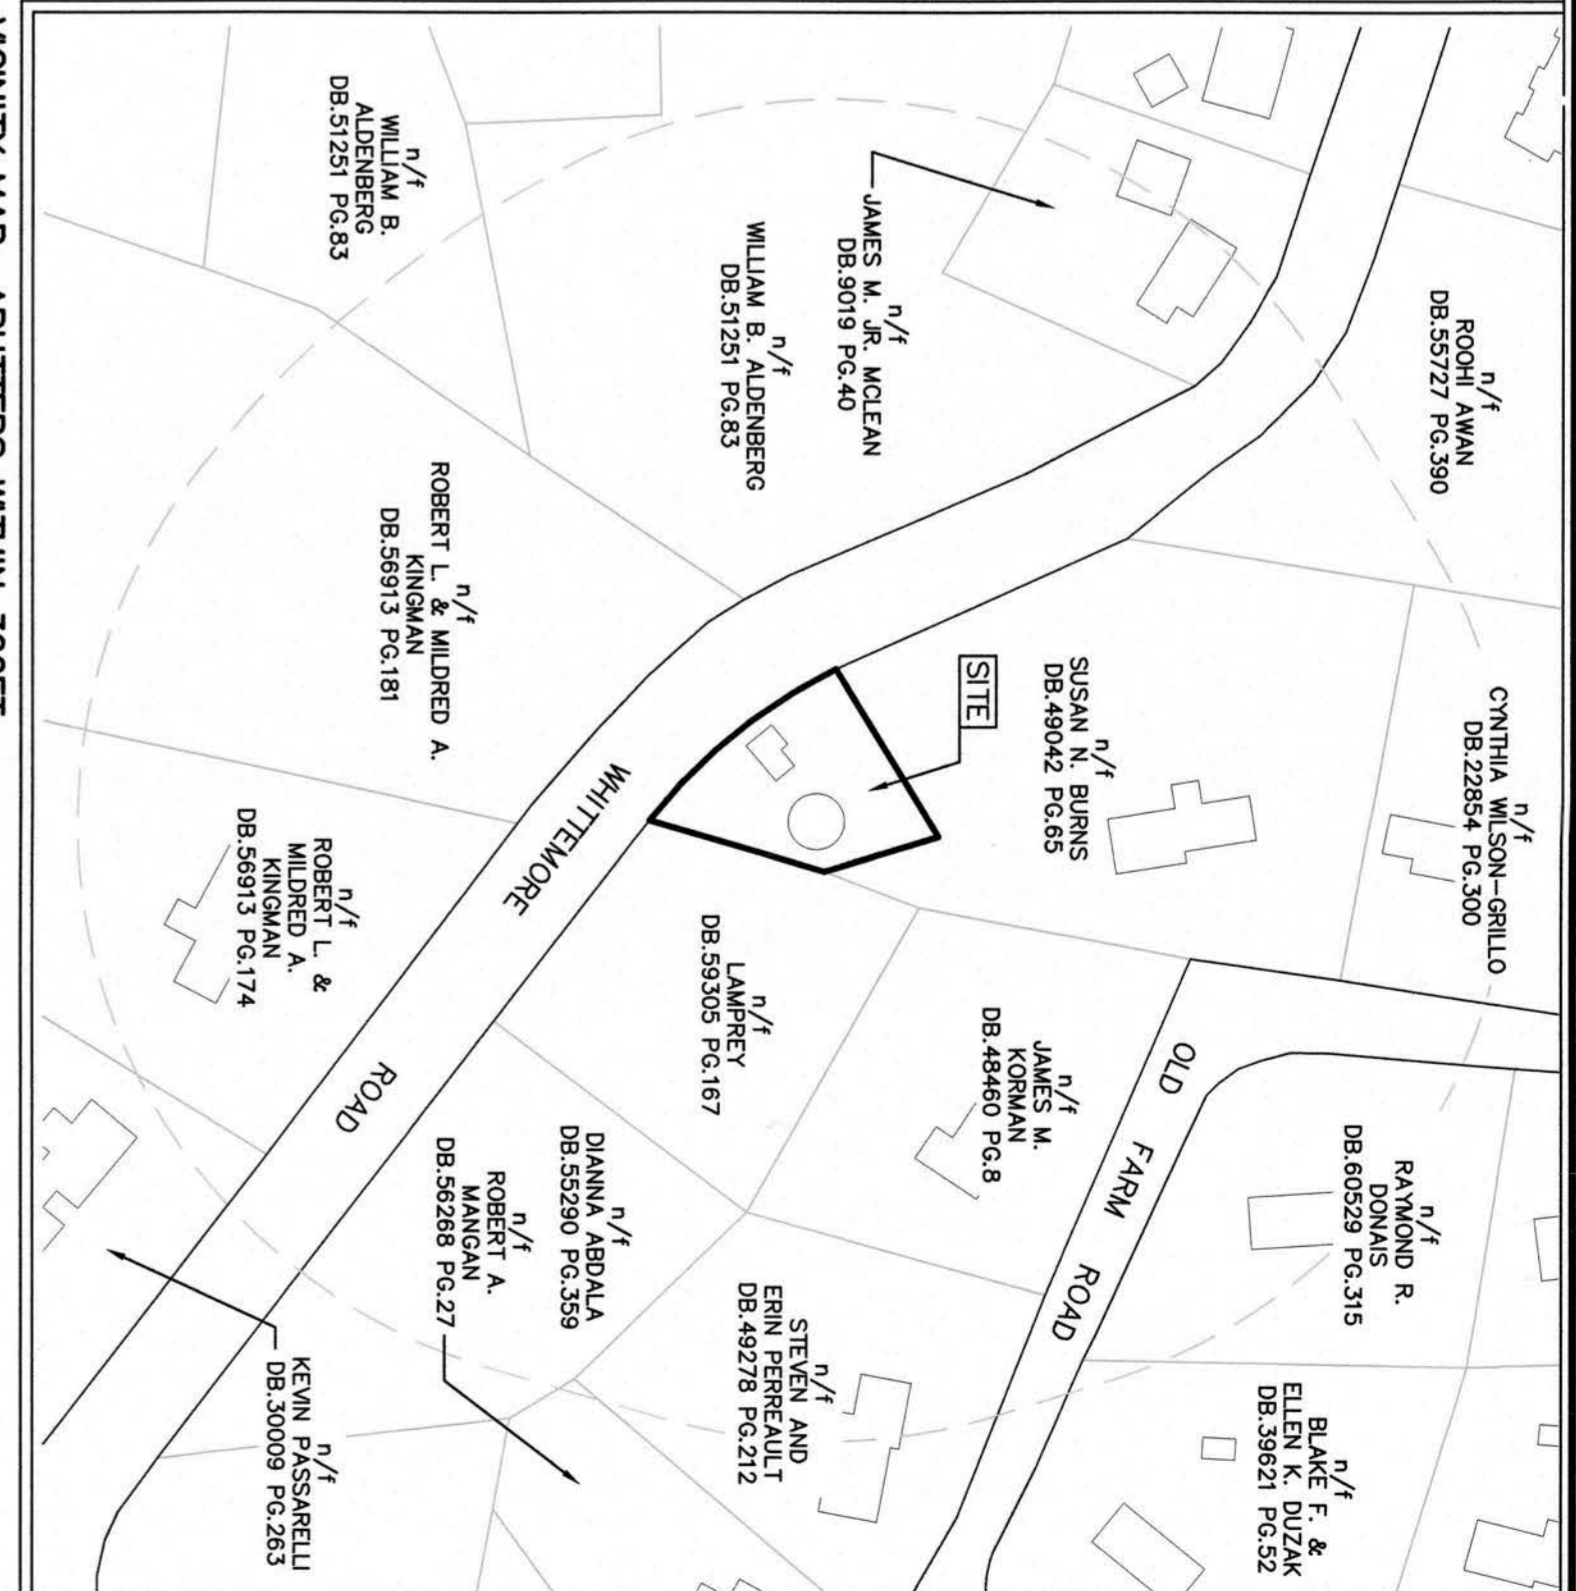 n/f
WILLIAM B.
ALDENBERG
DB.51251 PG.83
n/f
JAMES M. JR. MCLEAN
DB.9019 PG.40
n/f
WILLIAM B. ALDENBERG
DB.51251 PG.83
n/f
ROOHI AWAN
DB.55727 PG.390
n/f
ROBERT L. & MILDRED A.
KINGMAN
DB.56913 PG.181
SITE
n/f
SUSAN N. BURNS
DB.49042 PG.65
n/f
CYNTHIA WILSON-GRILLO
DB.22854 PG.300
WHITTEMORE
ROAD
n/f
ROBERT L. &
MILDRED A.
KINGMAN
DB.56913 PG.174
n/f
LAMPREY
DB.59305 PG.167
n/f
JAMES M.
KORMAN
DB.48460 PG.8
OLD FARM ROAD
n/f
RAYMOND R.
DONAIS
DB.60529 PG.315
n/f
DIANNA ABDALA
DB.55290 PG.359
n/f
ROBERT A.
MANGAN
DB.56268 PG.27
n/f
STEVEN AND
ERIN PERREAULT
DB.49278 PG.212
n/f
BLAKE F. &
ELLEN K. DUZAK
DB.39621 PG.52
n/f
KEVIN PASSARELLI
DB.30009 PG.263